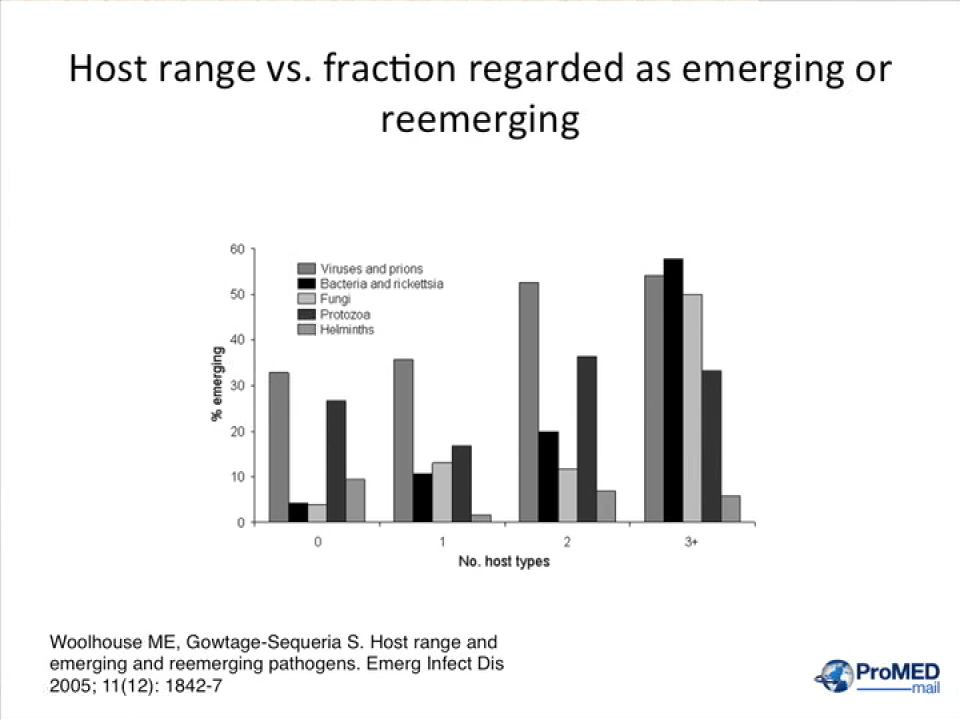 Host range vs. fraction regarded as emerging or
reemerging
60
50
40
30
20
10
0
% emerging
Viruses and prions
Bacteria and rickettsia
Fungi
Protozoa
Helminths
0 1 2 3+
No. host types
Woolhouse ME, Gowtage-Sequeria S. Host range and
emerging and reemerging pathogens. Emerg Infect Dis
2005; 11(12): 1842-7
ProMED
mail